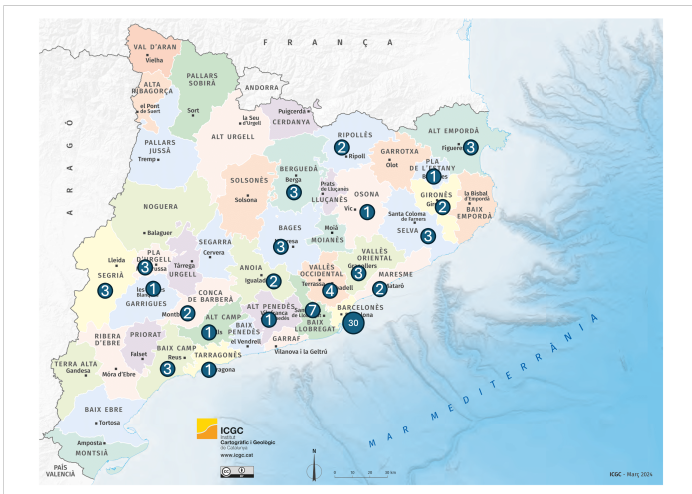 F R A N Ç A
VAL D'ARAN
Vielha
PALLARS
SOBIRÀ
ANDORRA
ALTA
RIBAGORÇA
el Pont
de Suert
Sort
la Seu
d'Urgell
Puigcerdà
CERDANYA
ALT URGELL
RIPOLLÈS
2
Ripoll
ALT EMPORDÀ
3
GARROTXA
Olot
PLA
DE L'ESTANY
1
PALLARS
JUSSÀ
Tremp
BERGUEDÀ
Berga
3
SOLSONÈS
Solsona
Prats
de Lluçanès
LLUÇANÈS
OSONA
Vic
1
GIRONÈS
2
la Bisbal
d'Empordà
BAIX
EMPORDÀ
Santa Coloma
de Farners
SELVA
3
A R A G Ó
NOGUERA
Balaguer
BAGES
3
Moià
MOIANÈS
SEGARRA
Cervera
Lleida
PLA
D'URGELL
3
Tàrrega
URGELL
SEGRIÀ
3
1
GARRIGUES
ANOIA
Igualada
2
VALLÈS
ORIENTAL
3
VALLÈS
OCCIDENTAL
Terrassa
4
MARESME
2
Mataró
CONCA
DE BARBERÀ
2
ALT PENEDÈS
1
7
BAIX
LLOBREGAT
BARCELONÈS
30
ALT CAMP
1
BAIX
PENEDÈS
el Vendrell
GARRAF
Vilanova i la Geltrú
RIBERA
D'EBRE
PRIORAT
Falset
BAIX CAMP
Reus
3
TARRAGONÈS
1
TERRA ALTA
Gandesa
Móra d'Ebre
BAIX EBRE
Tortosa
Amposta
MONTSIÀ
PAÍS
VALENCIÀ
MAR MEDITERRÀNIA
ICGC
Institut
Cartogràfic i Geològic
de Catalunya
www.icgc.cat
N
0 10 20 30 km
ICGC – Març 2024